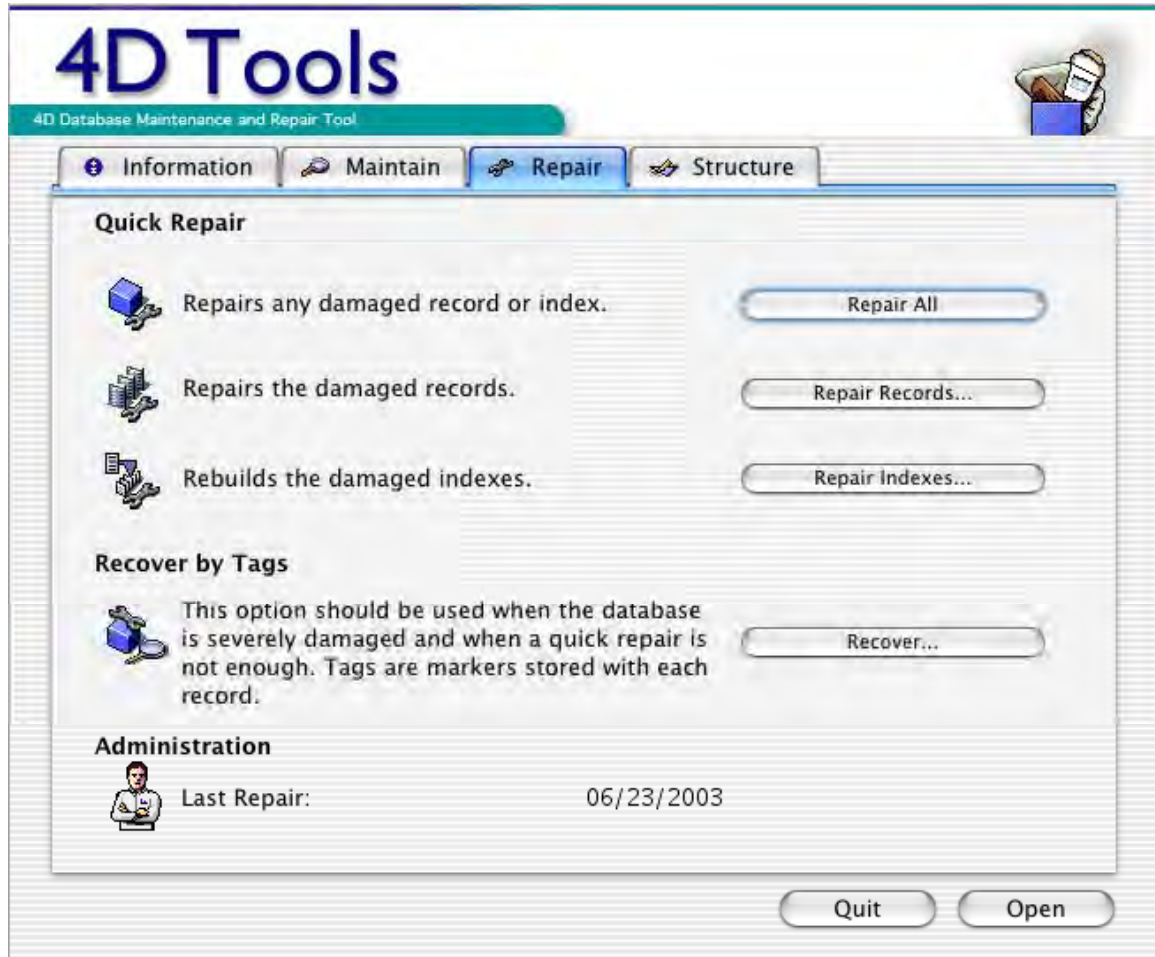 4D Tools
4D Database Maintenance and Repair Tool
Information
Maintain
Repair
Structure
Quick Repair
Repairs any damaged record or index.
Repair All
Repairs the damaged records.
Repair Records...
Rebuilds the damaged indexes.
Repair Indexes...
Recover by Tags
This option should be used when the database
is severely damaged and when a quick repair is
not enough. Tags are markers stored with each
record.
Recover...
Administration
Last Repair:
06/23/2003
Quit
Open